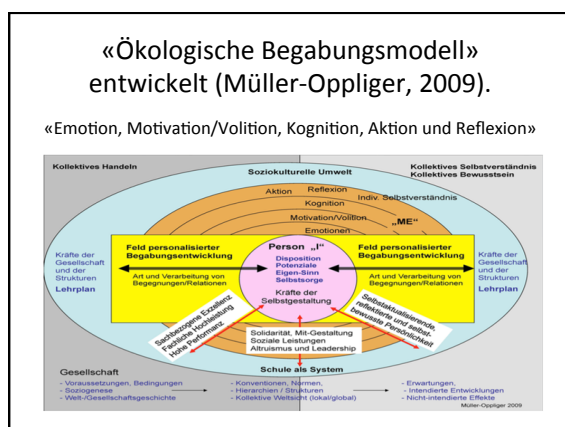 «Ökologische Begabungsmodell»
entwickelt (Müller-Oppliger, 2009).
«Emotion, Motivation/Volition, Kognition, Aktion und Reflexion»
Kollektives Handeln
Kollektives Selbstverständnis
Kollektives Bewusstsein
Soziokulturelle Umwelt
Aktion
Reflexion
Indiv. Selbstverständnis
Kognition
Motivation/Volition
„ME"
Emotionen
Person „I"
Feld personalisierter
Begabungsentwicklung
Disposition
Potenziale
Eigen-Sinn
Selbstsorge
Feld personalisierter
Begabungsentwicklung
Kräfte der
Gesellschaft
und der
Strukturen
Lehrplan
Art und Verarbeitung von
Begegnungen/Relationen
Kräfte der
Selbstgestaltung
Art und Verarbeitung von
Begegnungen/Relationen
Kräfte der
Gesellschaft
und der
Strukturen
Lehrplan
Sachbezogene Exzellenz
Fachliche Hochleistung
Hohe Performanz
Solidarität, Mit-Gestaltung
Soziale Leistungen
Altruismus und Leadership
Selbstaktualisierende,
reflektierte und selbst-
bewusste Persönlichkeit
Schule als System
Gesellschaft
- Voraussetzungen, Bedingungen
- Soziogenese
- Welt-/Gesellschaftsgeschichte
- Konventionen, Normen,
- Hierarchien / Strukturen
- Kollektive Weltsicht (lokal/global)
- Erwartungen,
- Intendierte Entwicklungen
- Nicht-intendierte Effekte
Müller-Oppliger 2009